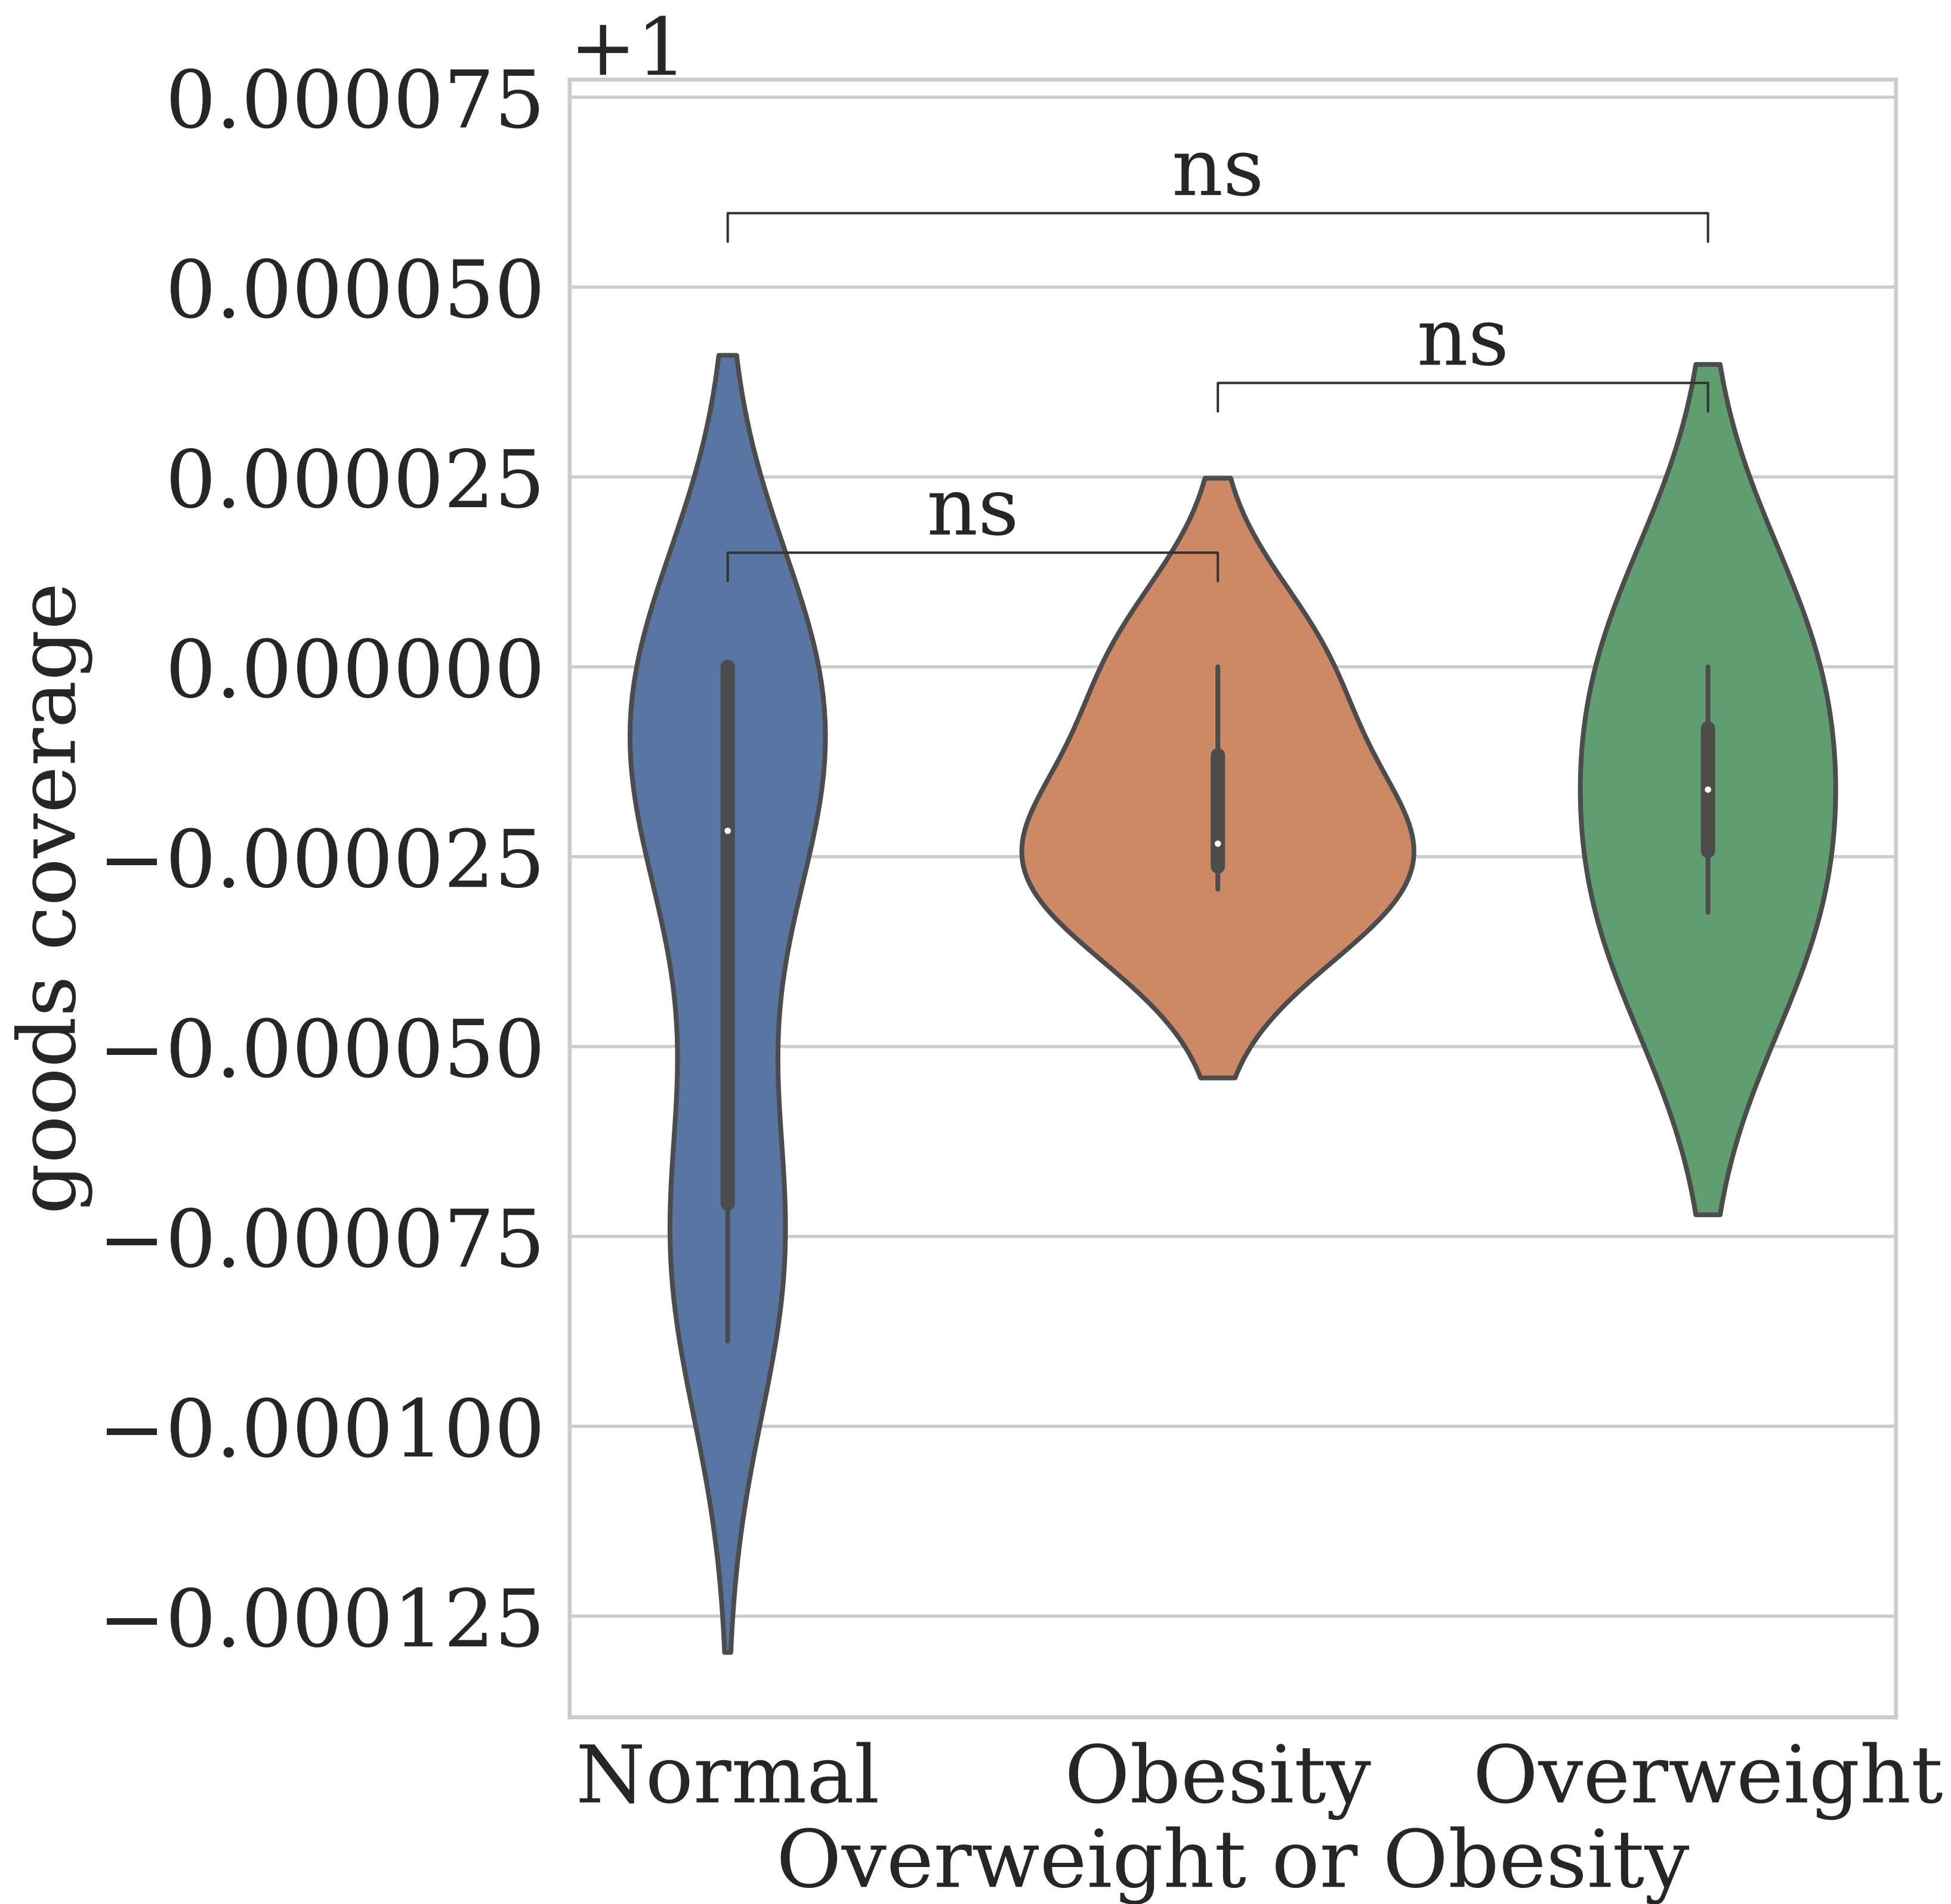 +1
0.000075
0.000050
0.000025
0.000000
−0.000025
−0.000050
−0.000075
−0.000100
−0.000125
goods coverage
ns
ns
ns
Normal Obesity Overweight
Overweight or Obesity